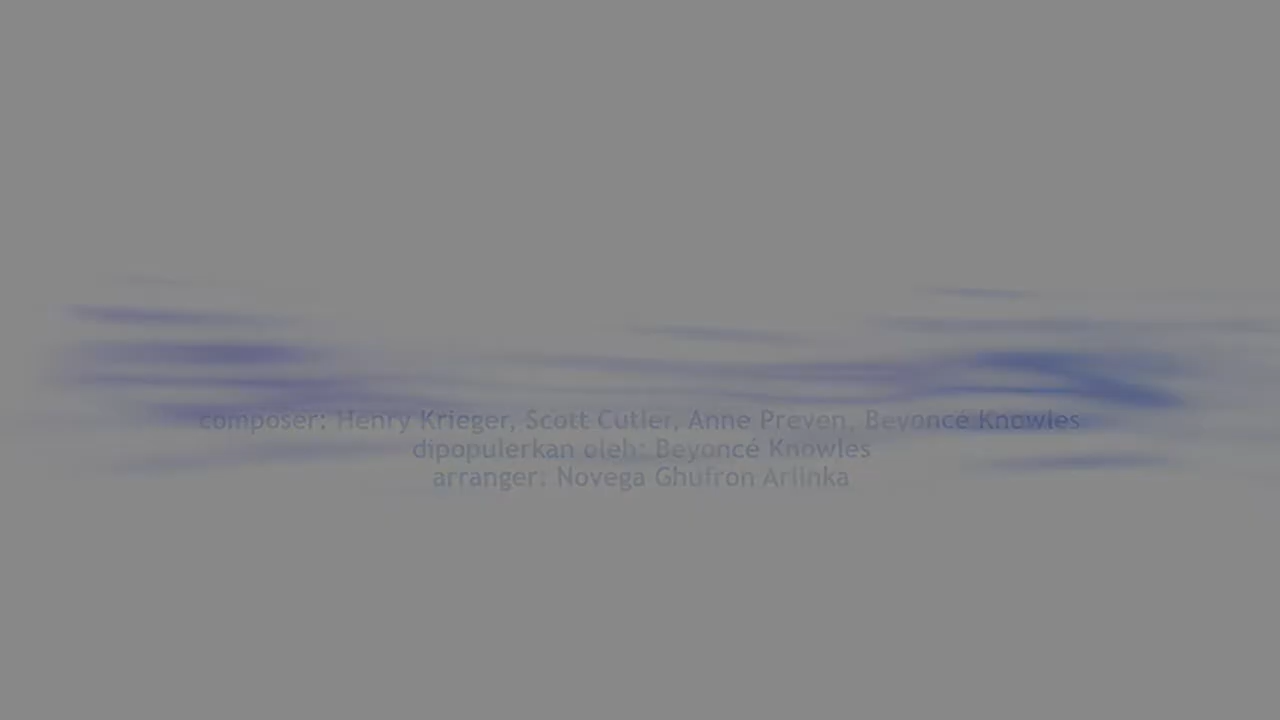 composer: Henry Krieger, Scott Cutler, Anne Preven, Beyoncé Knowles
dipopulerkan oleh: Beyoncé Knowles
arranger: Novega Ghufron Arlinka